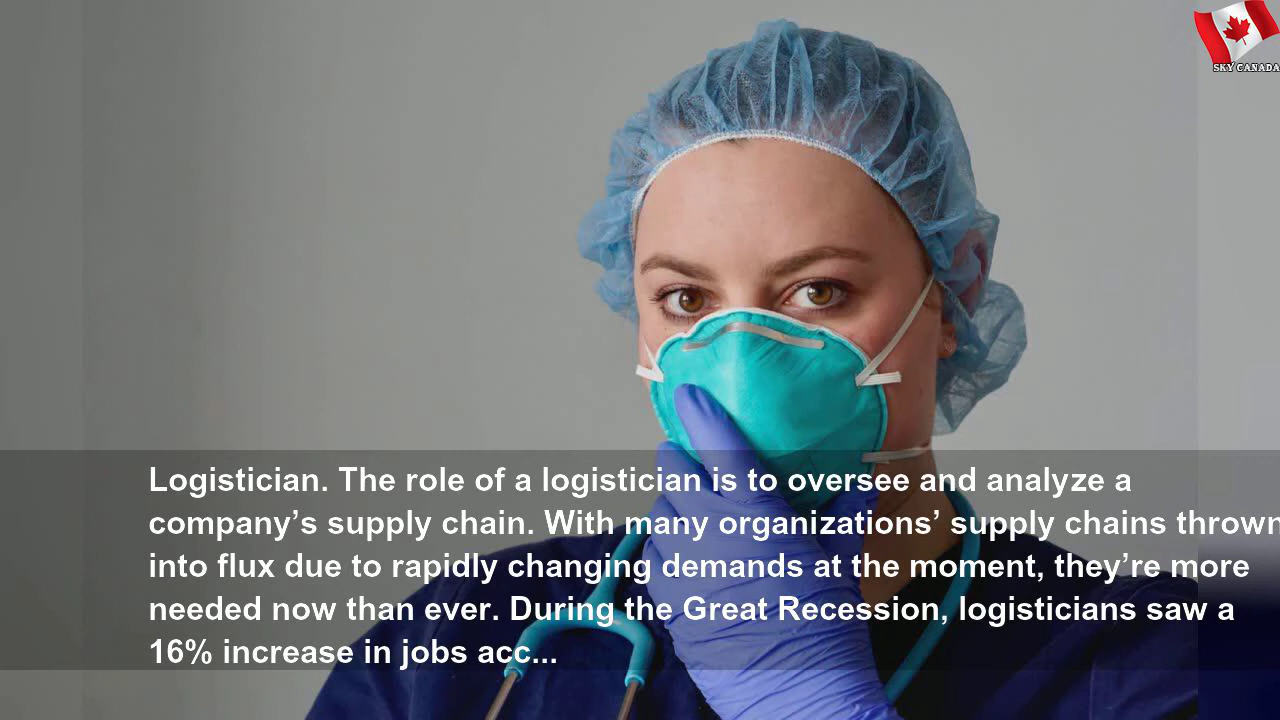 SKY CANADA
Logistician. The role of a logistician is to oversee and analyze a
company’s supply chain. With many organizations’ supply chains thrown
into flux due to rapidly changing demands at the moment, they’re more
needed now than ever. During the Great Recession, logisticians saw a
16% increase in jobs acc...